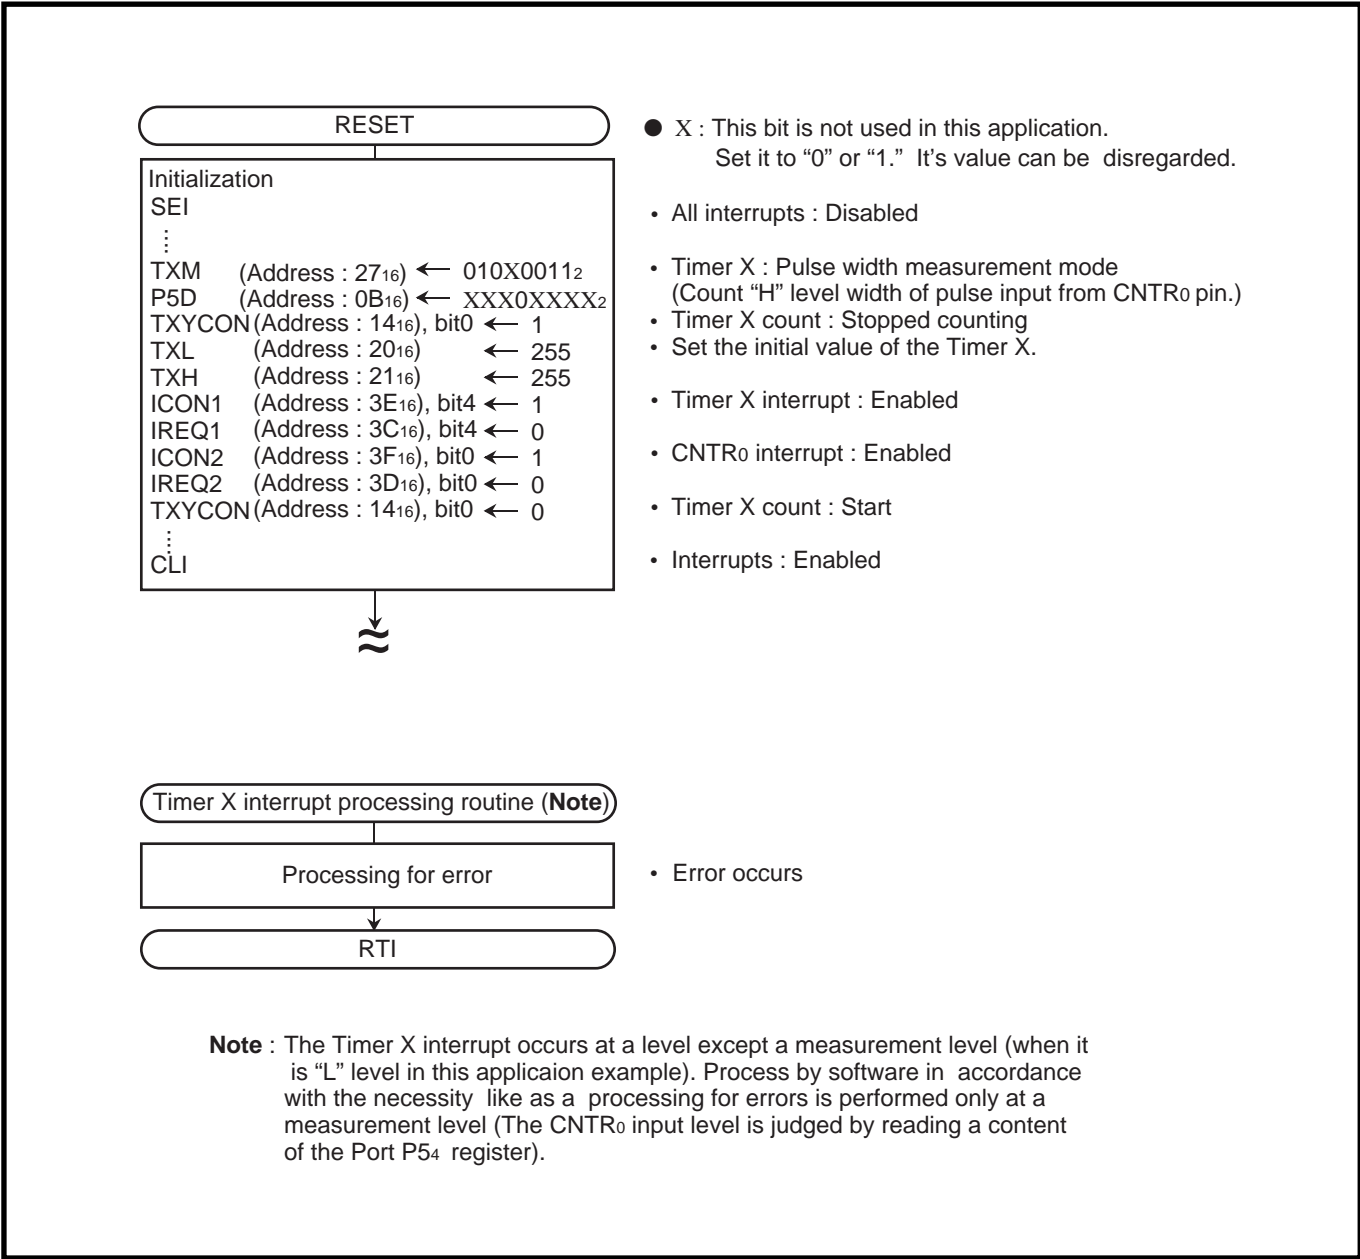 RESET
Initialization
SEI
TXM (Address : 27₁₆) ← 010X0011₂
P5D (Address : 0B₁₆) ← XXX0XXXX₂
TXYCON (Address : 14₁₆), bit0 ← 1
TXL (Address : 20₁₆) ← 255
TXH (Address : 21₁₆) ← 255
ICON1 (Address : 3E₁₆), bit4 ← 1
IREQ1 (Address : 3C₁₆), bit4 ← 0
ICON2 (Address : 3F₁₆), bit0 ← 1
IREQ2 (Address : 3D₁₆), bit0 ← 0
TXYCON (Address : 14₁₆), bit0 ← 0
CLI
● X : This bit is not used in this application.
Set it to “0” or “1.” It’s value can be disregarded.
• All interrupts : Disabled
• Timer X : Pulse width measurement mode
(Count “H” level width of pulse input from CNTR₀ pin.)
• Timer X count : Stopped counting
• Set the initial value of the Timer X.
• Timer X interrupt : Enabled
• CNTR₀ interrupt : Enabled
• Timer X count : Start
• Interrupts : Enabled
≈
Timer X interrupt processing routine (Note)
Processing for error
• Error occurs
RTI
Note : The Timer X interrupt occurs at a level except a measurement level (when it
is “L” level in this applicaion example). Process by software in accordance
with the necessity like as a processing for errors is performed only at a
measurement level (The CNTR₀ input level is judged by reading a content
of the Port P5₄ register).